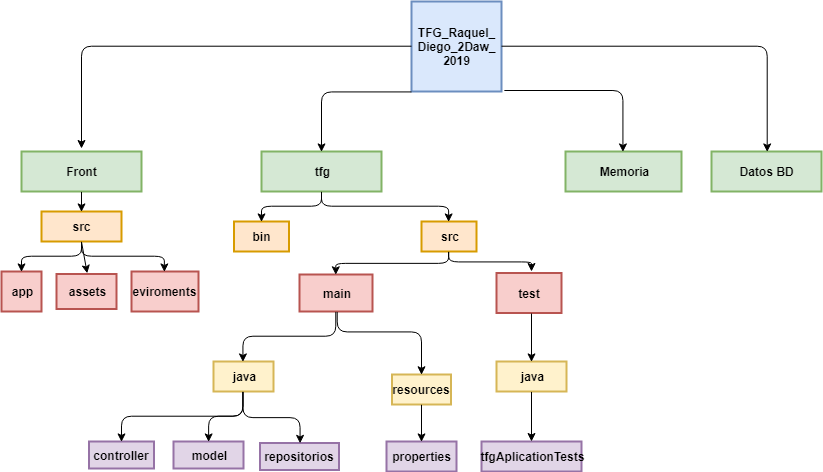 TFG_Raquel_
Diego_2Daw_
2019
Front
tfg
Memoria
Datos BD
src
bin
src
app
assets
eviroments
main
test
java
resources
java
controller
model
repositorios
properties
tfgAplicationTests